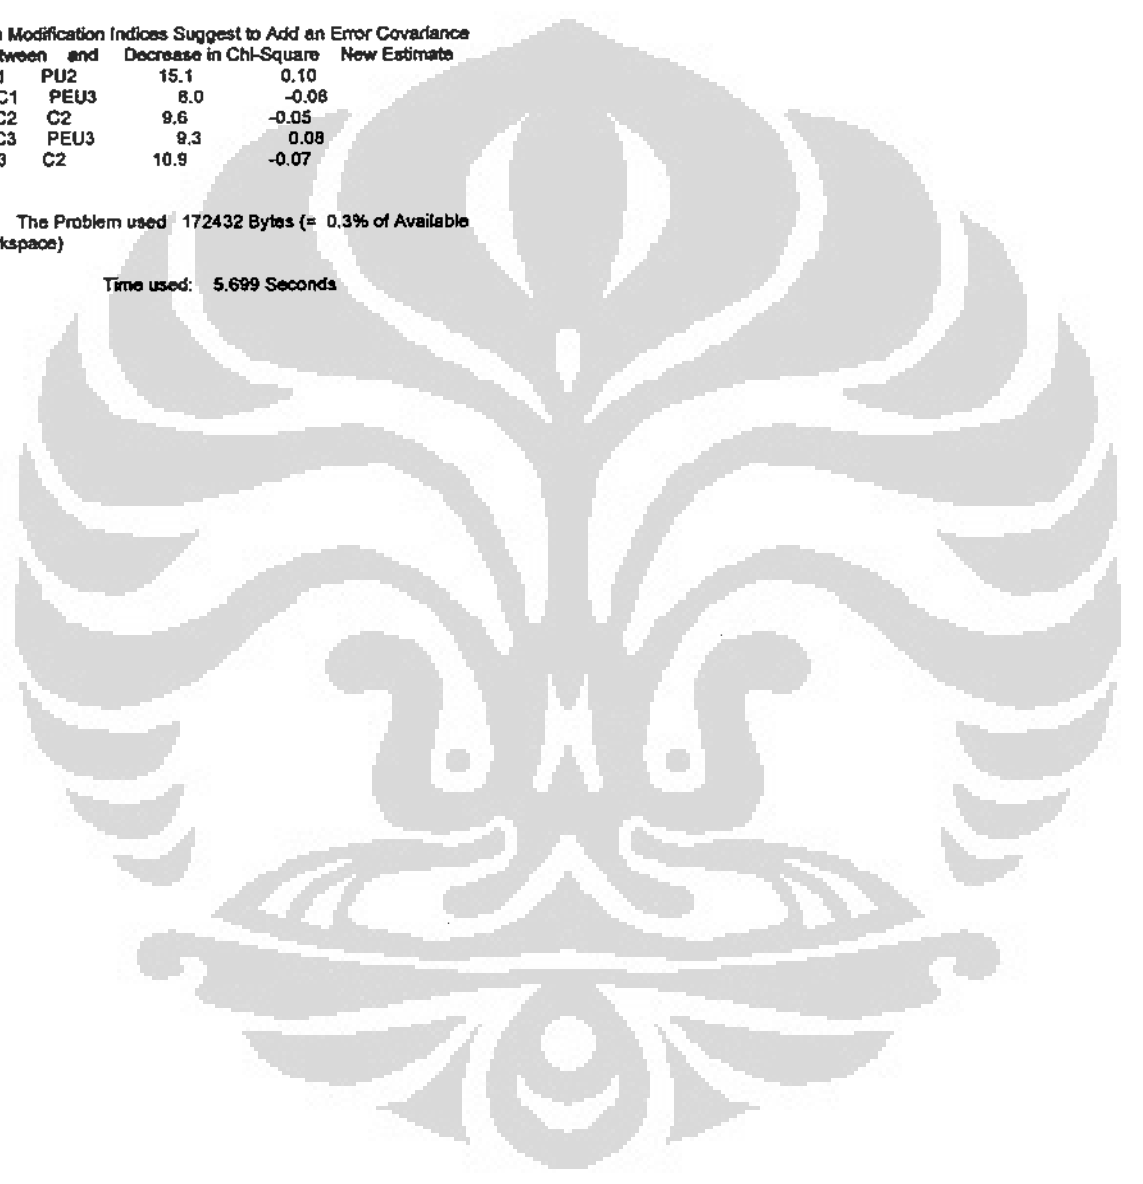 Modification Indices Suggest to Add an Error Covariance
and Decrease in Chi-Square New Estimate
PU2 15.1 0.10
C1 PEU3 8.0 -0.06
C2 C2 9.6 -0.05
C3 PEU3 9.3 0.08
3 C2 10.9 -0.07
The Problem used 172432 Bytes (= 0.3% of Available
kspace)
Time used: 5.699 Seconds